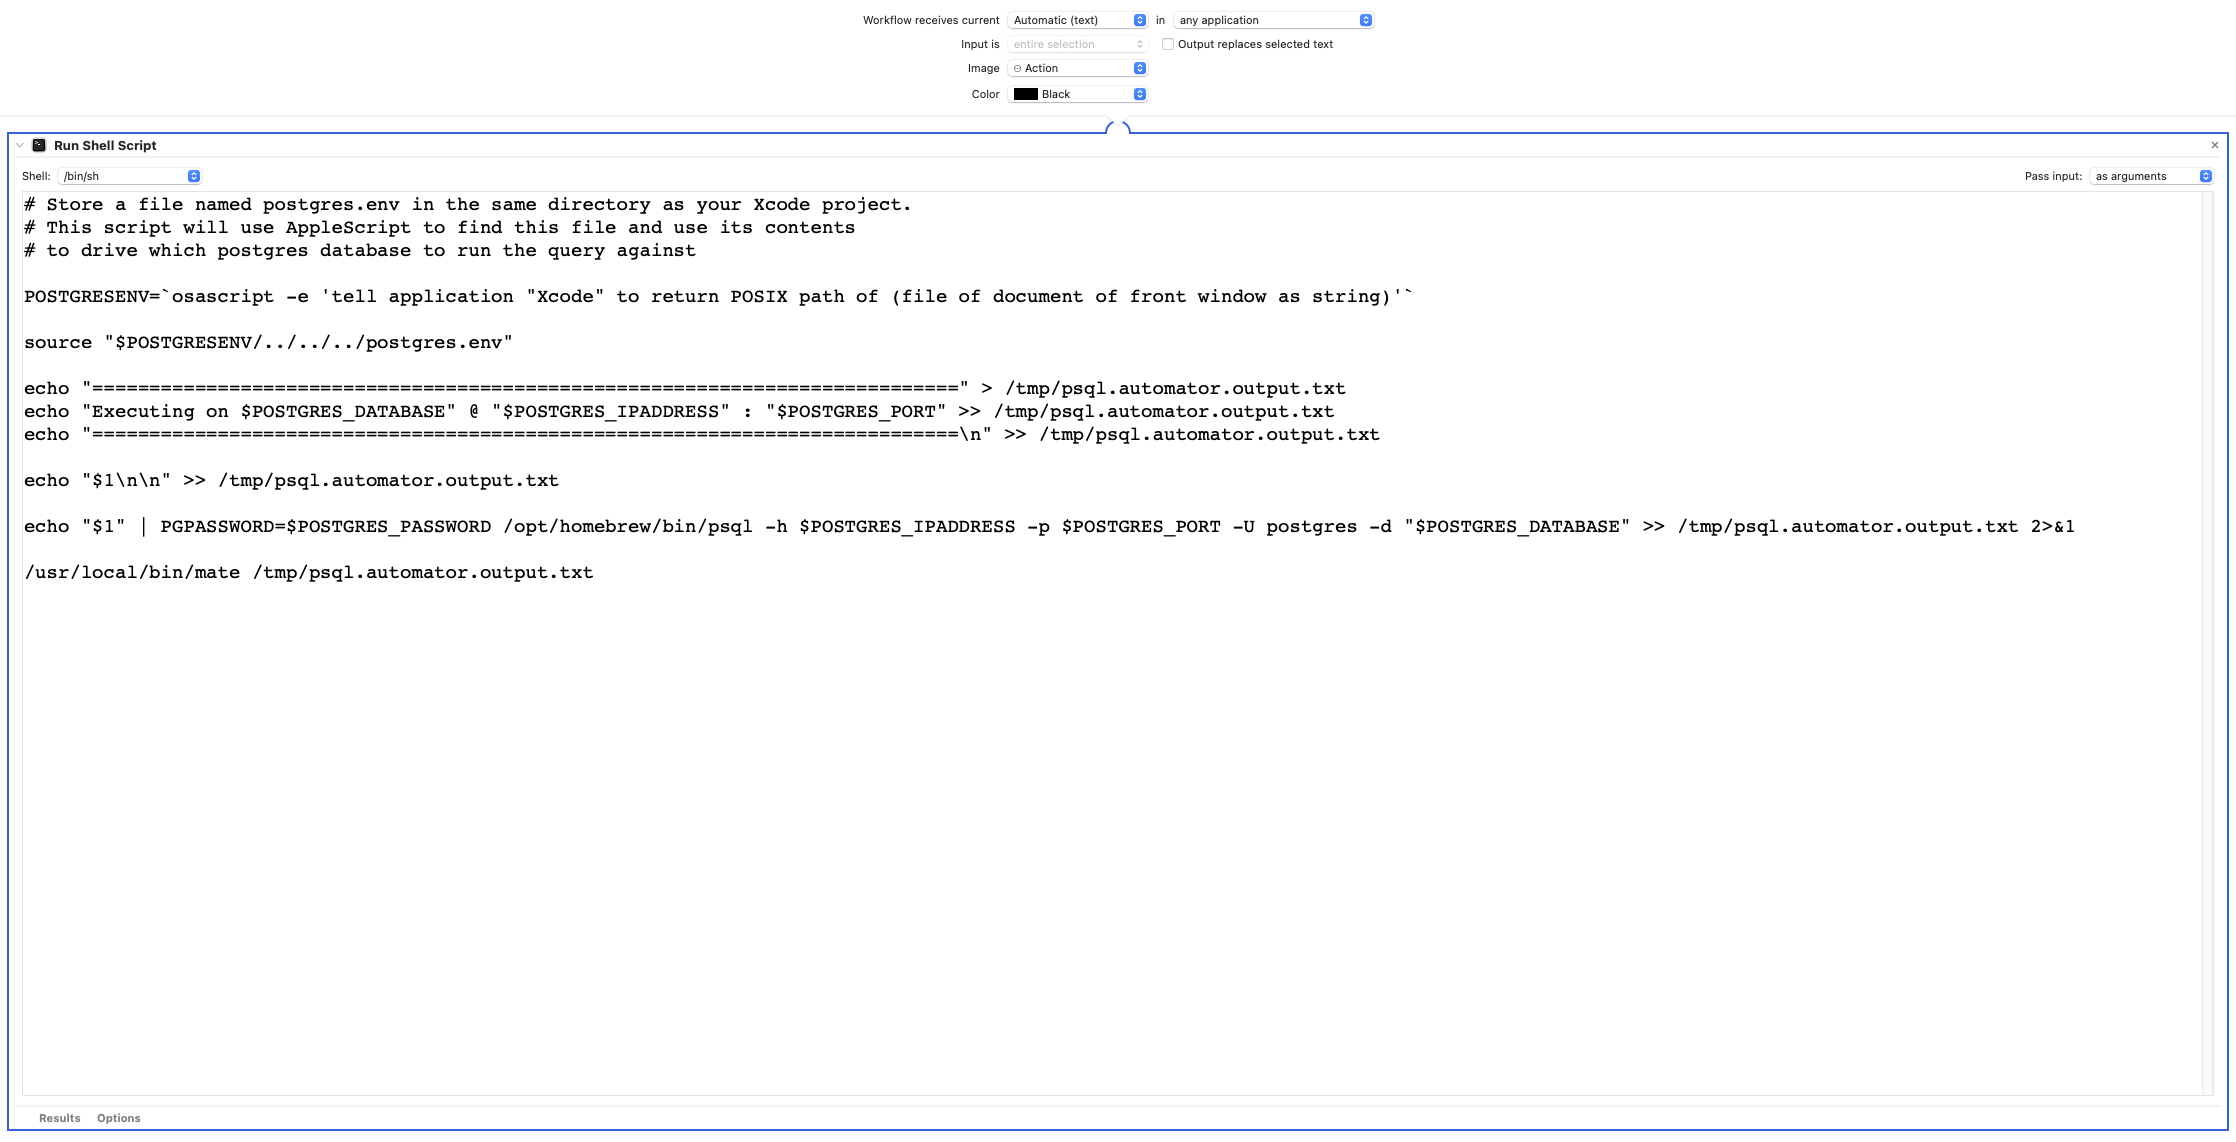 Workflow receives current Automatic (text) in any application
Input is entire selection Output replaces selected text
Image Action
Color Black
Run Shell Script
Shell: /bin/sh Pass input: as arguments
# Store a file named postgres.env in the same directory as your Xcode project.
# This script will use AppleScript to find this file and use its contents
# to drive which postgres database to run the query against
POSTGRESENV=`osascript -e 'tell application "Xcode" to return POSIX path of (file of document of front window as string)'`
source "$POSTGRESENV/../../../postgres.env"
echo "============================================================================" > /tmp/psql.automator.output.txt
echo "Executing on $POSTGRES_DATABASE" @ "$POSTGRES_IPADDRESS" : "$POSTGRES_PORT" >> /tmp/psql.automator.output.txt
echo "============================================================================\n" >> /tmp/psql.automator.output.txt
echo "$1\n\n" >> /tmp/psql.automator.output.txt
echo "$1" | PGPASSWORD=$POSTGRES_PASSWORD /opt/homebrew/bin/psql -h $POSTGRES_IPADDRESS -p $POSTGRES_PORT -U postgres -d "$POSTGRES_DATABASE" >> /tmp/psql.automator.output.txt 2>&1
/usr/local/bin/mate /tmp/psql.automator.output.txt
Results Options